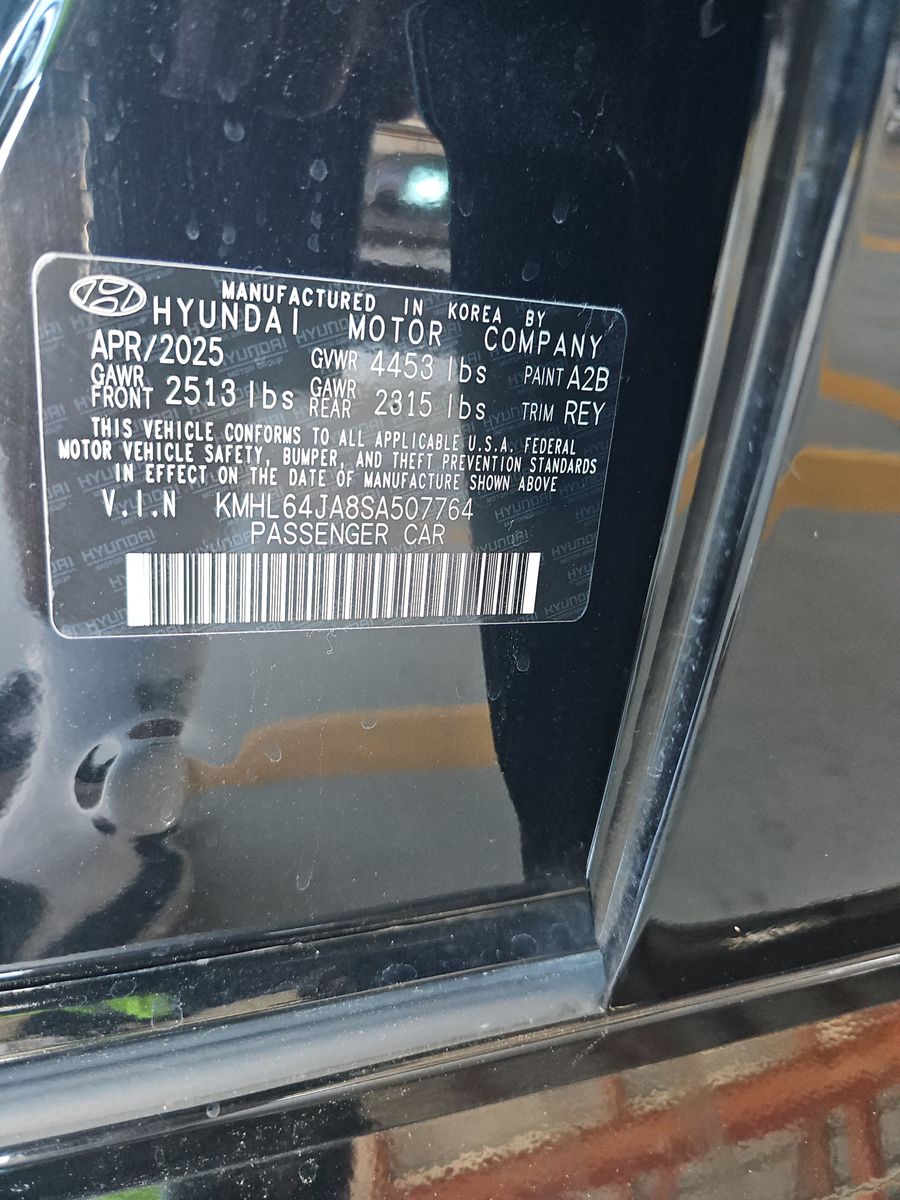 MANUFACTURED IN KOREA BY
HYUNDAI MOTOR COMPANY
APR/2025 GVWR 4453 lbs PAINT A2B
GAWR FRONT 2513 lbs GAWR REAR 2315 lbs TRIM REY
THIS VEHICLE CONFORMS TO ALL APPLICABLE U.S.A. FEDERAL
MOTOR VEHICLE SAFETY, BUMPER, AND THEFT PREVENTION STANDARDS
IN EFFECT ON THE DATE OF MANUFACTURE SHOWN ABOVE
V.I.N KMHL64JA8SA507764
PASSENGER CAR